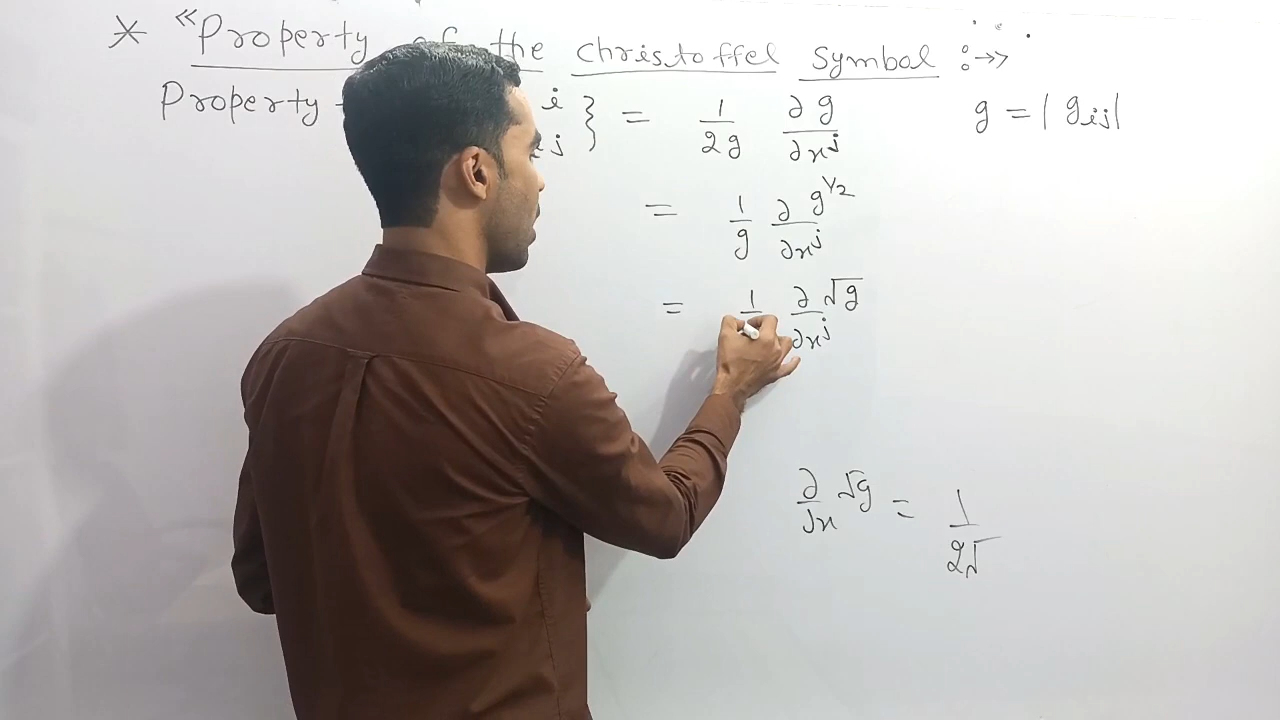 * “Property of the Christoffel Symbol :→→
Property i j } = 1/2g ∂g/∂x^j g = | g_ij |
= 1/g ∂/∂x^j g^1/2
= 1 ∂/∂x^j √g
∂/∂x √g = 1/2√